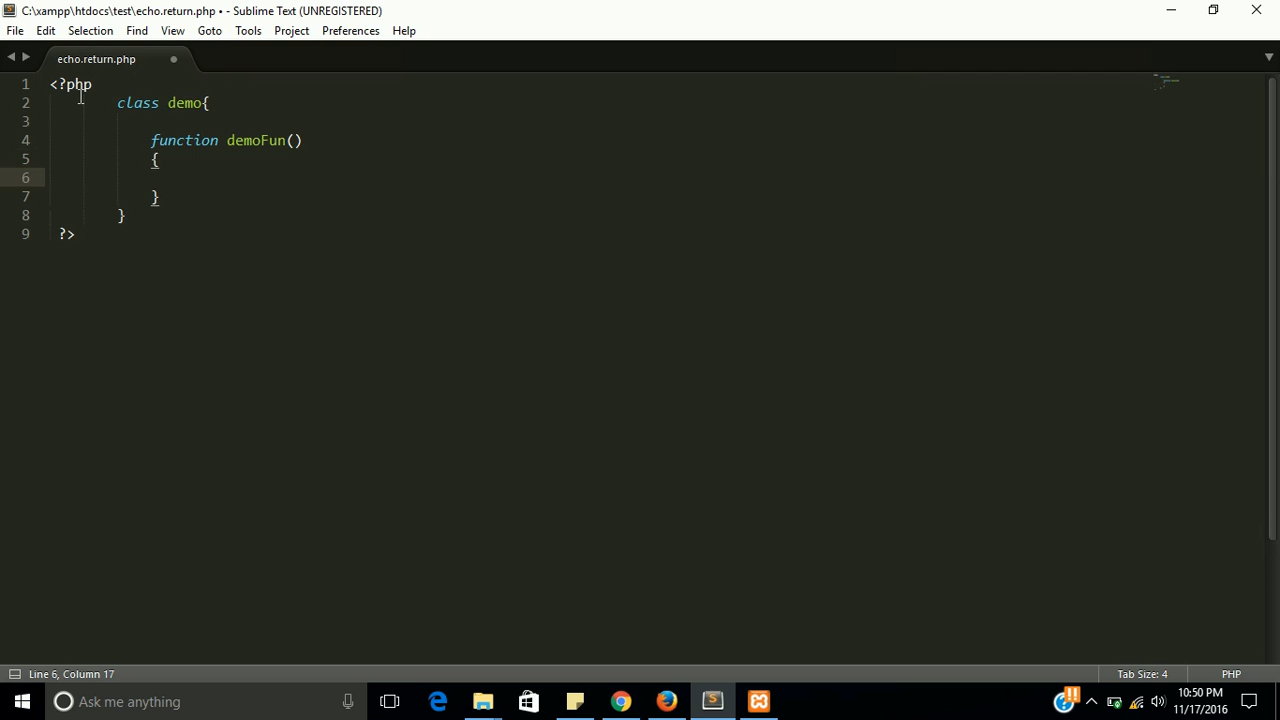 C:\xampp\htdocs\test\echo.return.php • - Sublime Text (UNREGISTERED)
File Edit Selection Find View Goto Tools Project Preferences Help
echo.return.php
1 <?php
2 class demo{
3
4 function demoFun()
5 {
6
7 }
8 }
9 ?>
Line 6, Column 17 Tab Size: 4 PHP
Ask me anything
10:50 PM
11/17/2016